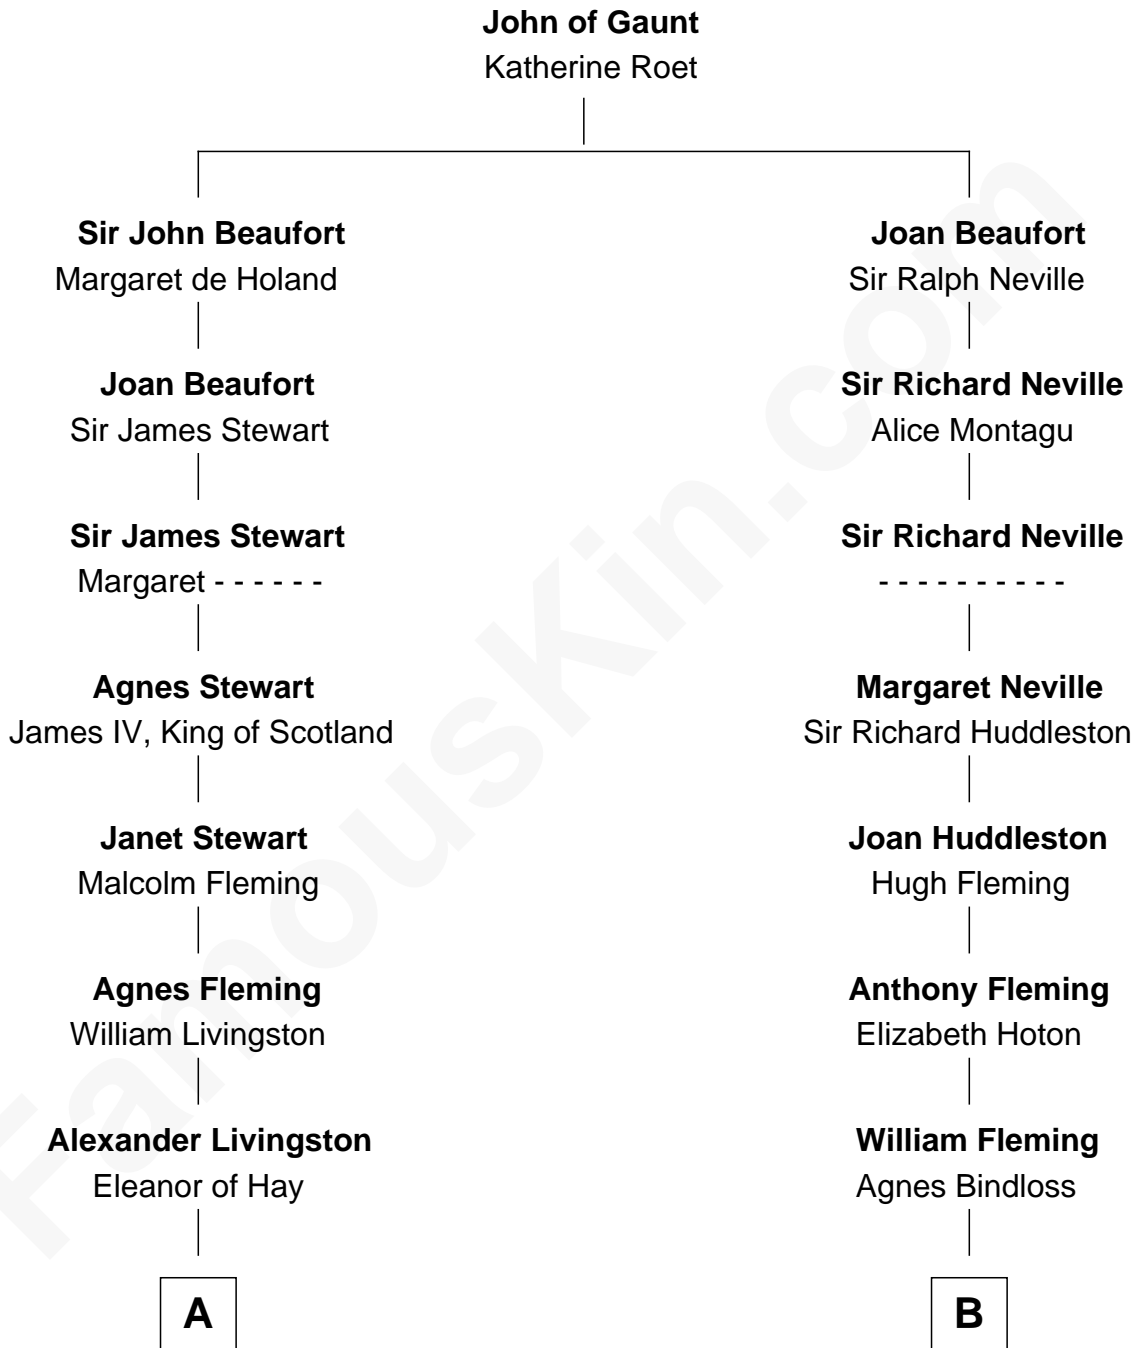 John of Gaunt
Katherine Roet
Sir John Beaufort
Margaret de Holand
Joan Beaufort
Sir Ralph Neville
Joan Beaufort
Sir James Stewart
Sir Richard Neville
Alice Montagu
Sir James Stewart
Margaret - - - - - -
Sir Richard Neville
- - - - - - - - - -
Agnes Stewart
James IV, King of Scotland
Margaret Neville
Sir Richard Huddleston
Janet Stewart
Malcolm Fleming
Joan Huddleston
Hugh Fleming
Agnes Fleming
William Livingston
Anthony Fleming
Elizabeth Hoton
Alexander Livingston
Eleanor of Hay
William Fleming
Agnes Bindloss
A
B
FamousKin.com